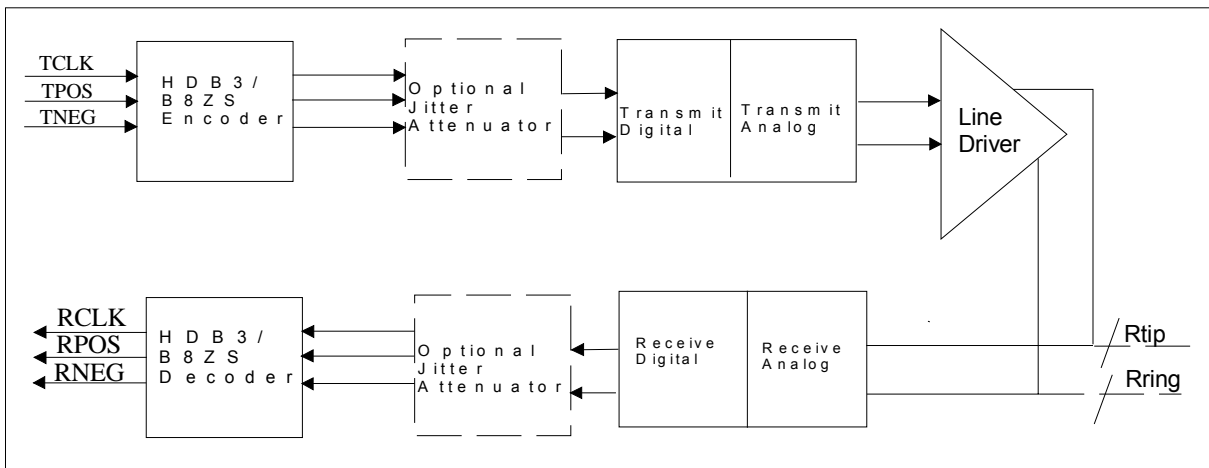 TCLK
TPOS
TNEG
HDB3/
B8ZS
Encoder
Optional
Jitter
Attenuator
Transmit
Digital
Transmit
Analog
Line
Driver
RCLK
RPOS
RNEG
HDB3/
B8ZS
Decoder
Optional
Jitter
Attenuator
Receive
Digital
Receive
Analog
Rtip
Rring